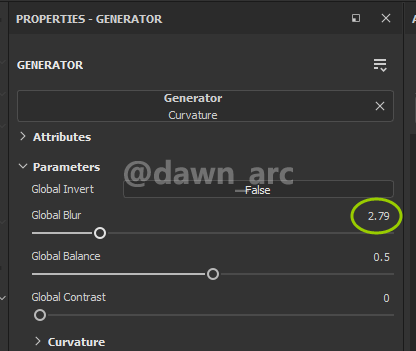 PROPERTIES - GENERATOR
GENERATOR
Generator
Curvature
Attributes
Parameters
@dawn_arc
Global Invert
False
Global Blur
2.79
Global Balance
0.5
Global Contrast
0
Curvature